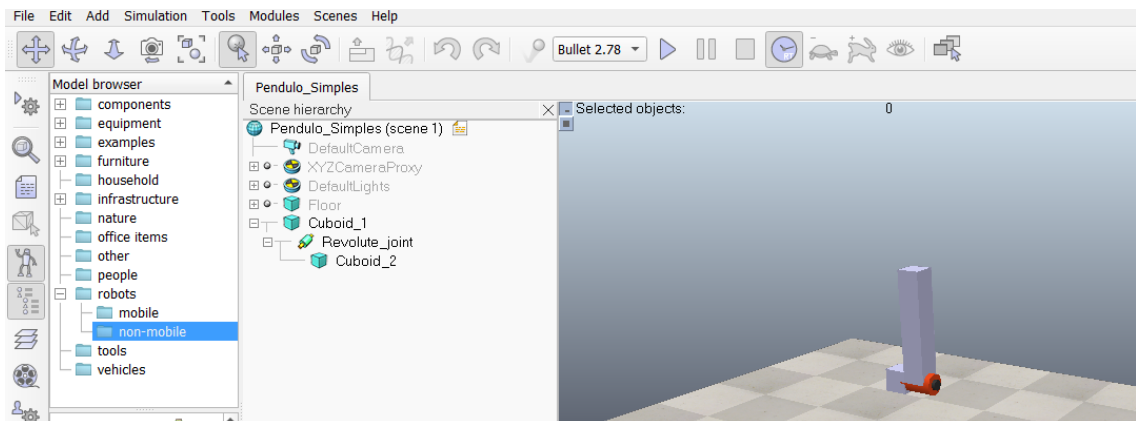 File Edit Add Simulation Tools Modules Scenes Help
Bullet 2.78
Model browser
components
equipment
examples
furniture
household
infrastructure
nature
office items
other
people
robots
mobile
non-mobile
tools
vehicles
Pendulo_Simples
Scene hierarchy
Pendulo_Simples (scene 1)
DefaultCamera
XYZCameraProxy
DefaultLights
Floor
Cuboid_1
Revolute_joint
Cuboid_2
Selected objects: 0